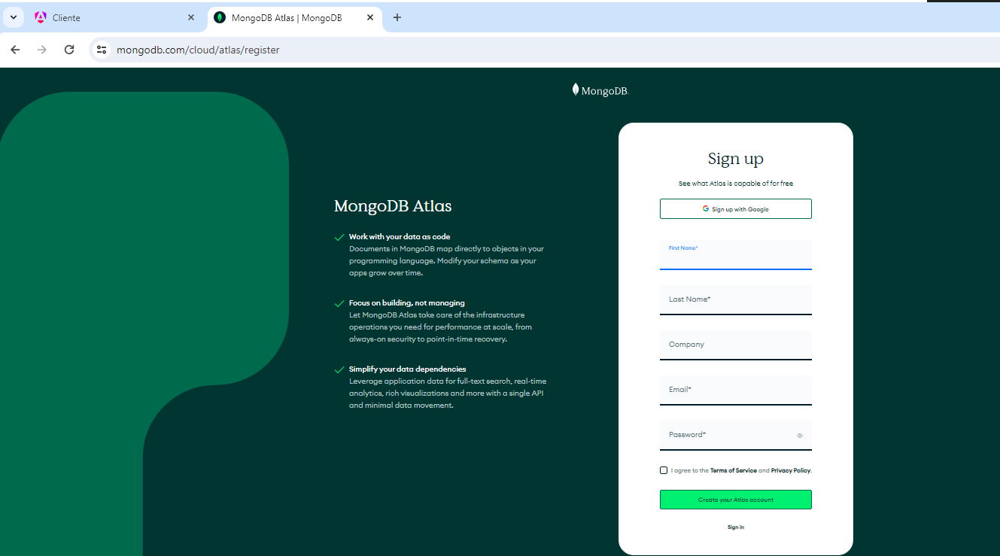 Cliente
MongoDB Atlas | MongoDB
mongodb.com/cloud/atlas/register
MongoDB.
MongoDB Atlas
Work with your data as code
Documents in MongoDB map directly to objects in your
programming language. Modify your schema as your
apps grow over time.
Focus on building, not managing
Let MongoDB Atlas take care of the infrastructure
operations you need for performance at scale, from
always-on security to point-in-time recovery.
Simplify your data dependencies
Leverage application data for full-text search, real-time
analytics, rich visualizations and more with a single API
and minimal data movement.
Sign up
See what Atlas is capable of for free
Sign up with Google
First Name*
Last Name*
Company
Email*
Password*
I agree to the Terms of Service and Privacy Policy.
Create your Atlas account
Sign in